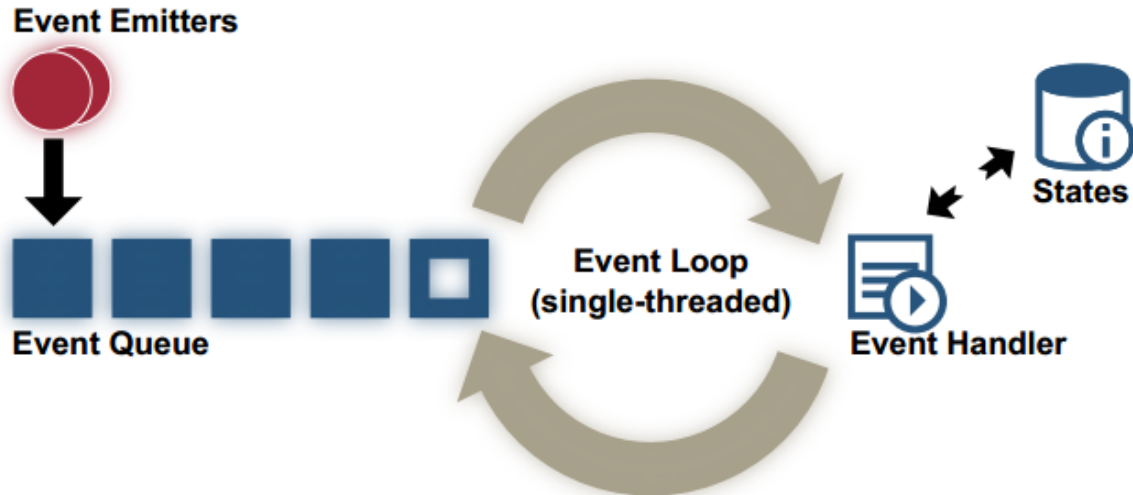 Event Emitters
States
Event Loop
(single-threaded)
Event Queue
Event Handler